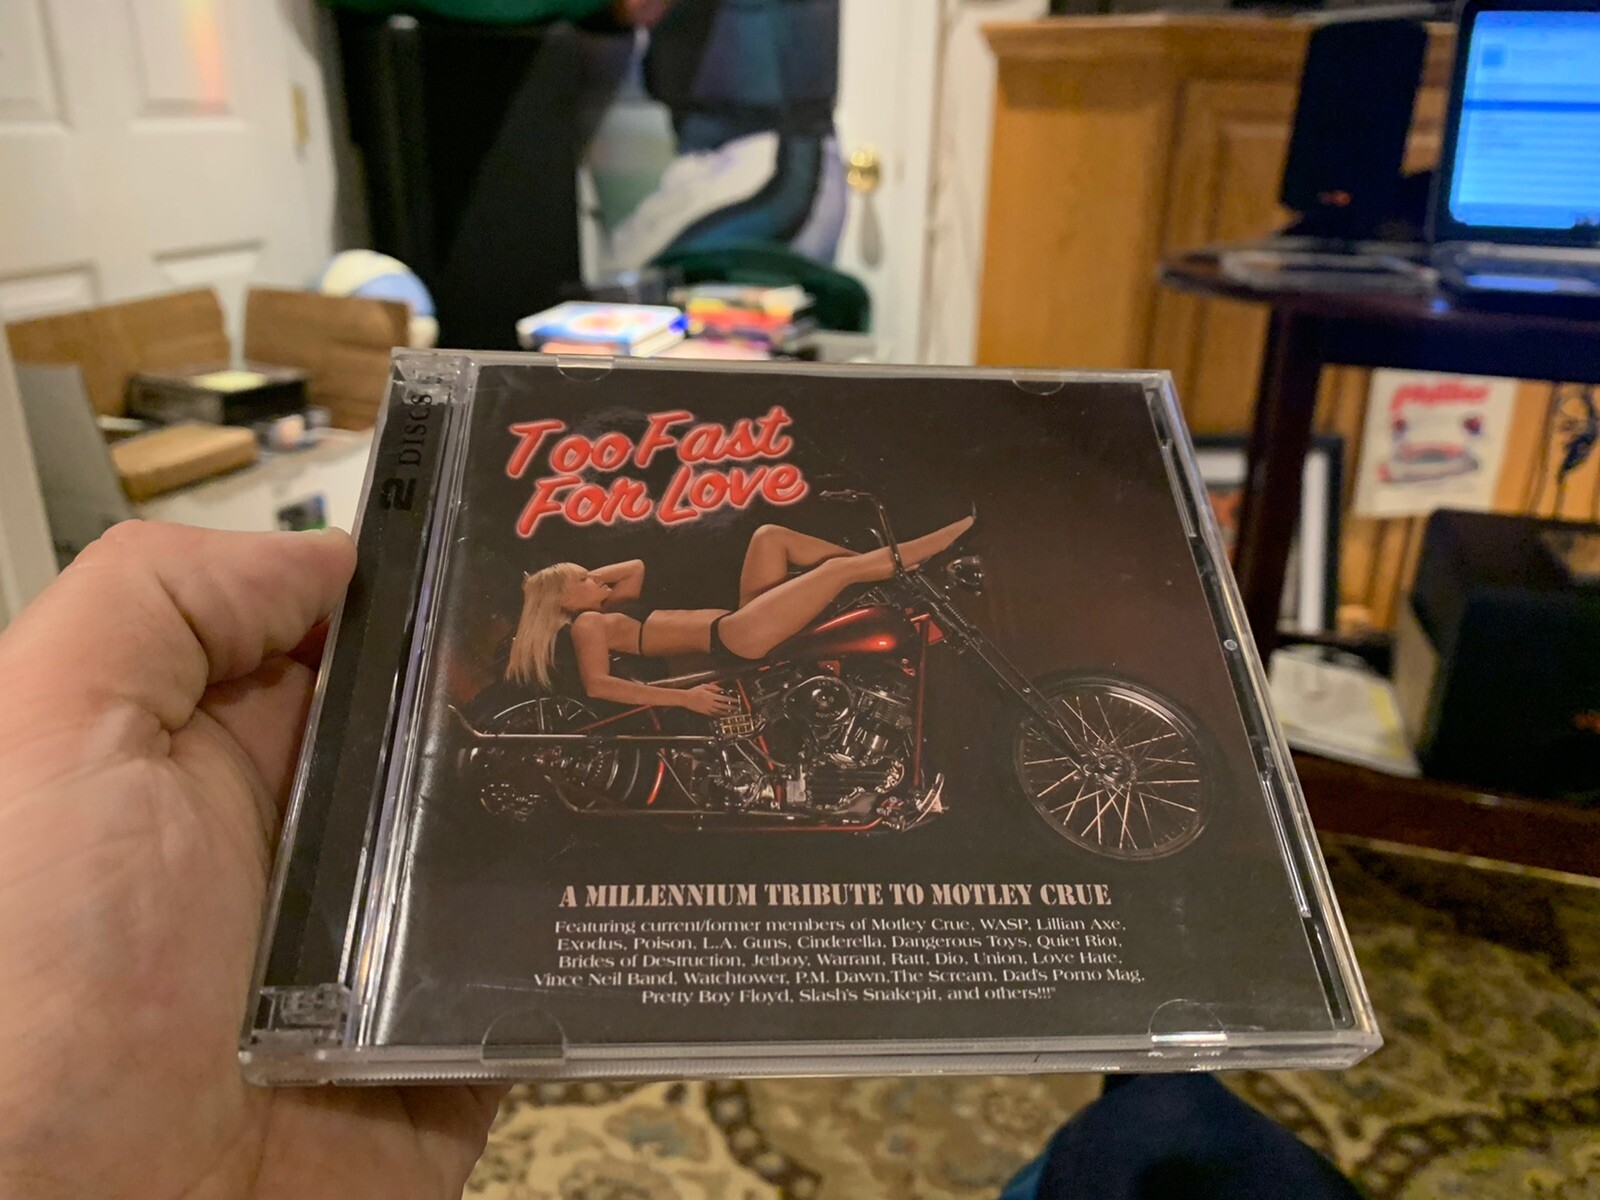 2 DISCS
Too Fast
For Love
A MILLENNIUM TRIBUTE TO MOTLEY CRUE
Featuring current/former members of Motley Crue, WASP, Lillian Axe,
Exodus, Poison, L.A. Guns, Cinderella, Dangerous Toys, Quiet Riot,
Brides of Destruction, Jetboy, Warrant, Ratt, Dio, Union, Love Hate,
Vince Neil Band, Watchtower, P.M. Dawn,The Scream, Dad's Porno Mag,
Pretty Boy Floyd, Slash's Snakepit, and others!!!"
Phillies